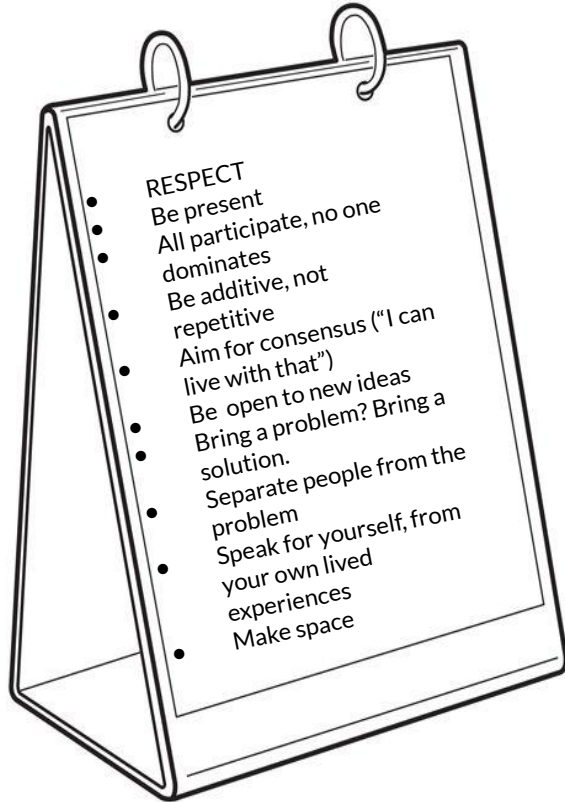 • RESPECT
• Be present
• All participate, no one
dominates
• Be additive, not
repetitive
• Aim for consensus (“I can
live with that”)
• Be open to new ideas
• Bring a problem? Bring a
solution.
• Separate people from the
problem
• Speak for yourself, from
your own lived
experiences
• Make space